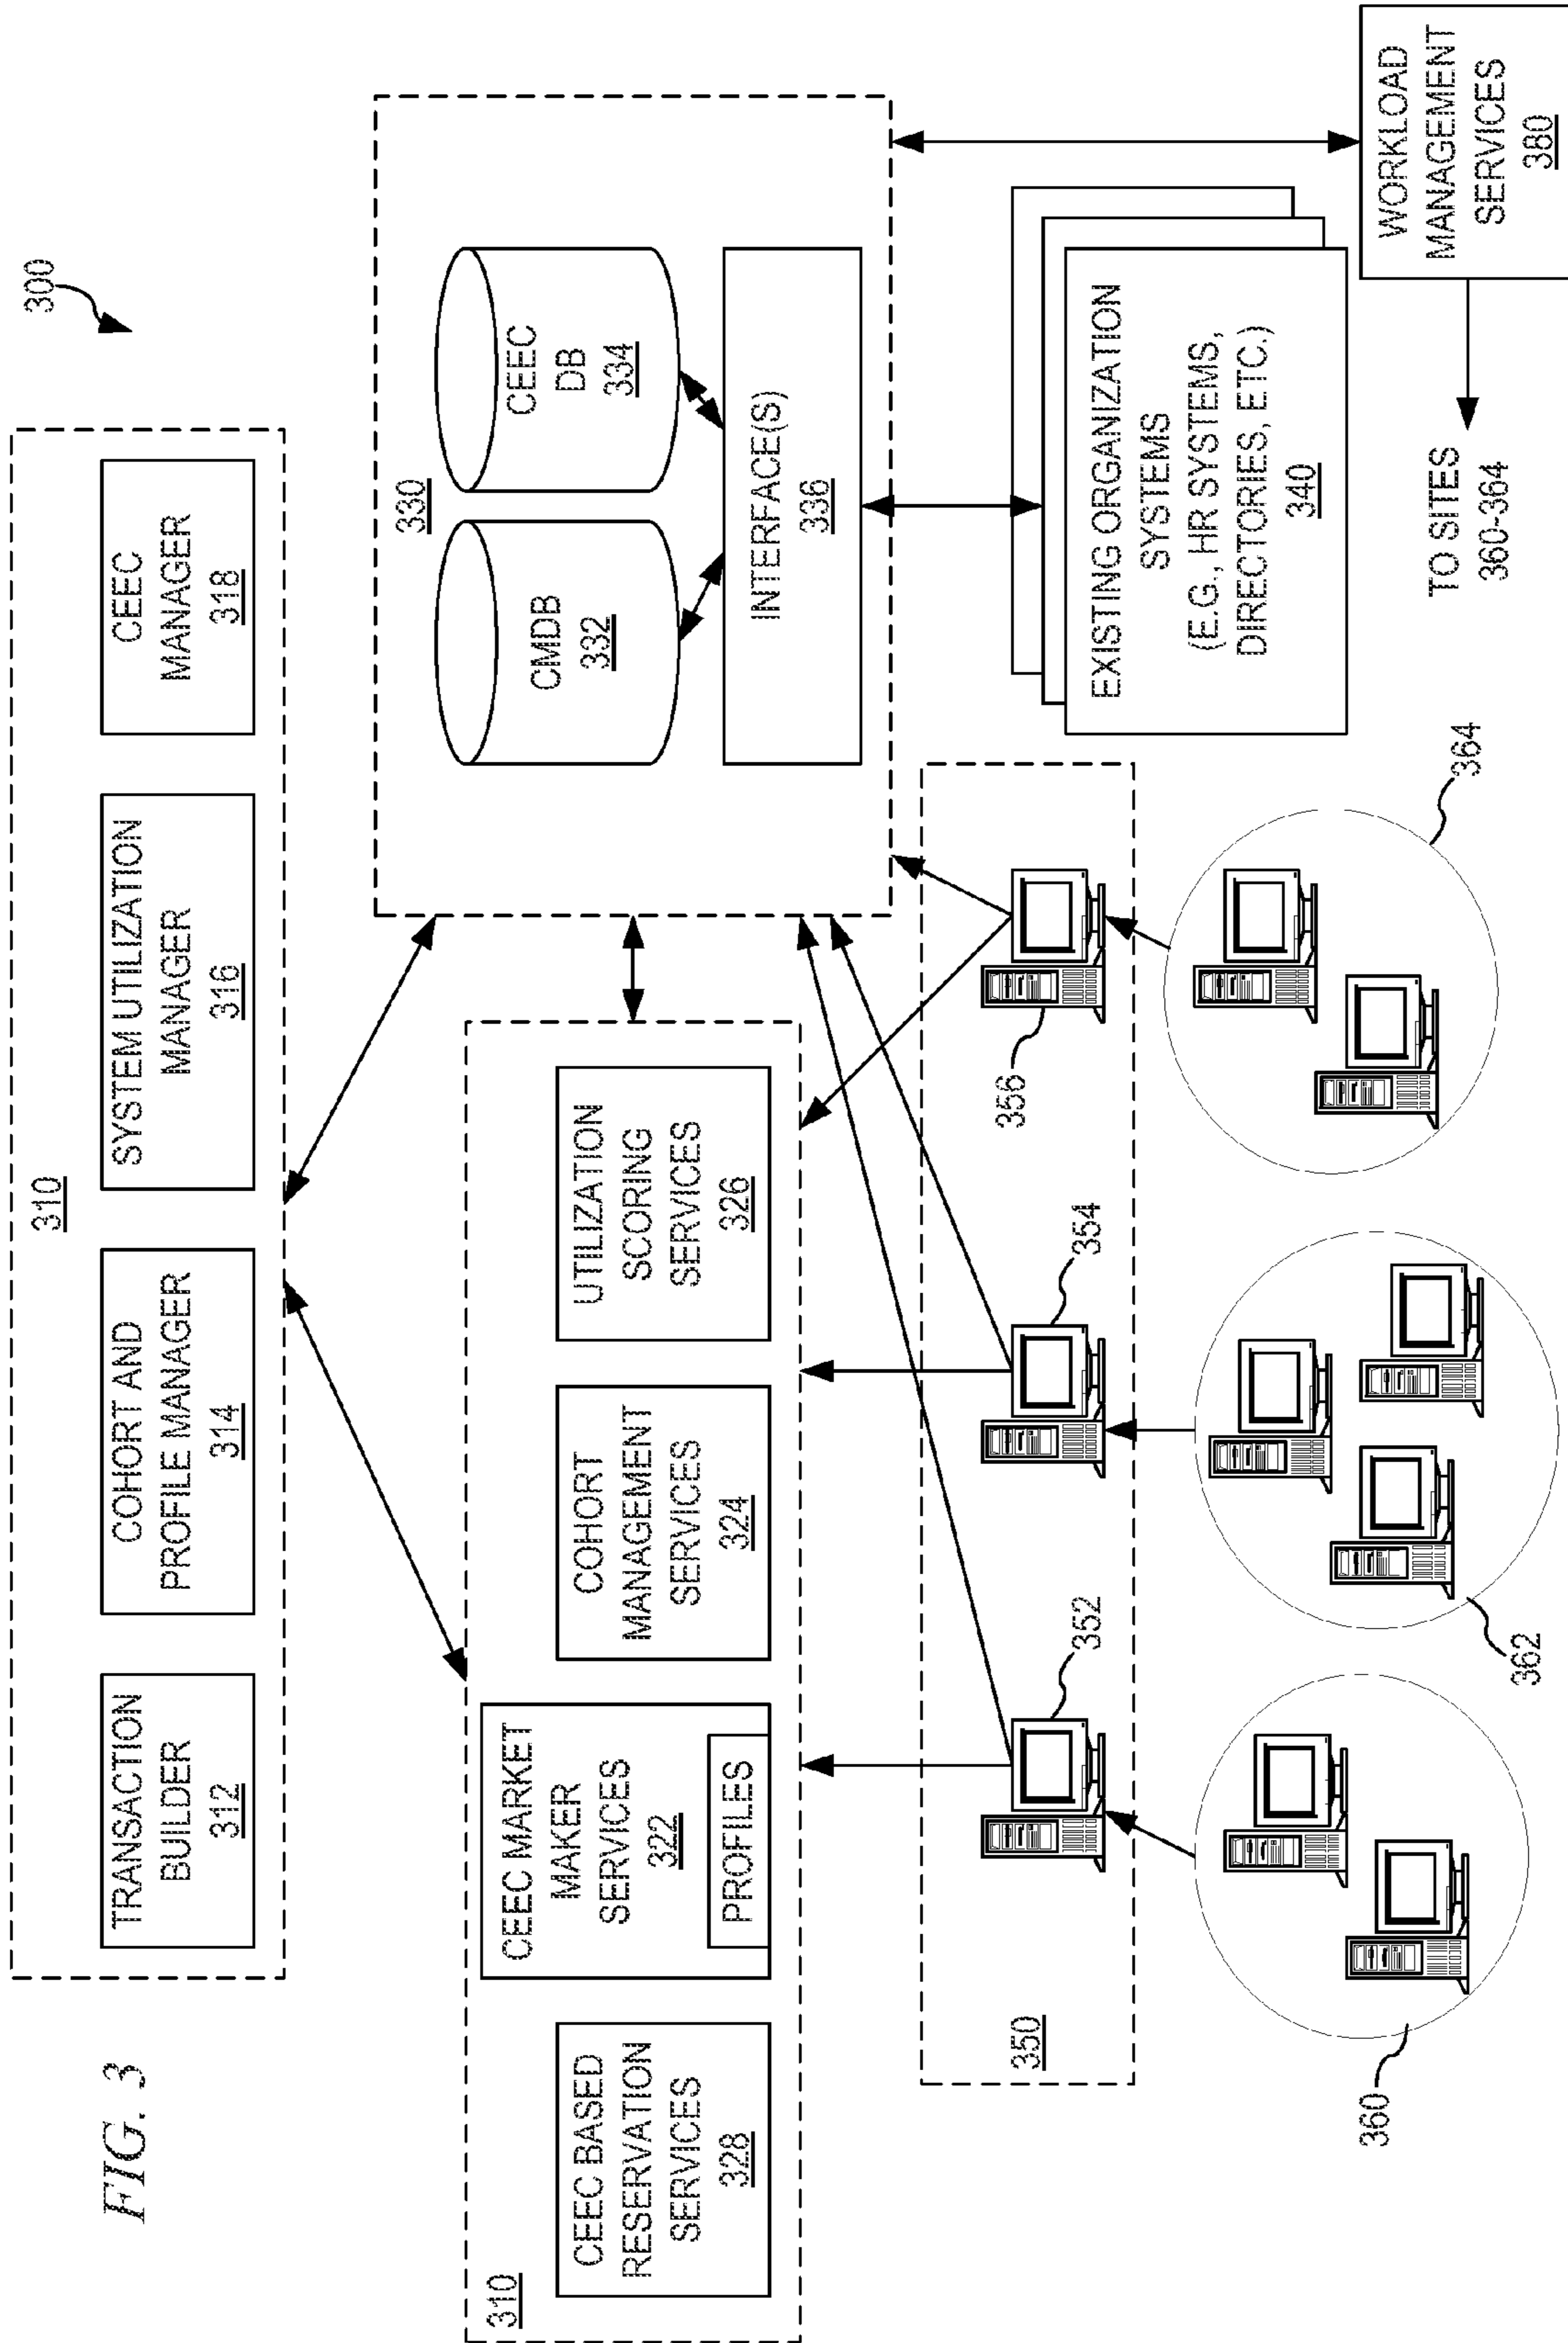 FIG. 3
300
310
TRANSACTION
BUILDER
312
COHORT AND
PROFILE MANAGER
314
SYSTEM UTILIZATION
MANAGER
316
CEEC
MANAGER
318
310
CEEC BASED
RESERVATION
SERVICES
328
CEEC MARKET
MAKER
SERVICES
322
PROFILES
COHORT
MANAGEMENT
SERVICES
324
UTILIZATION
SCORING
SERVICES
326
330
CMDB
332
CEEC
DB
334
INTERFACE(S)
336
350
352
354
356
EXISTING ORGANIZATION
SYSTEMS
(E.G., HR SYSTEMS,
DIRECTORIES, ETC.)
340
360
362
364
TO SITES
360-364
WORKLOAD
MANAGEMENT
SERVICES
380